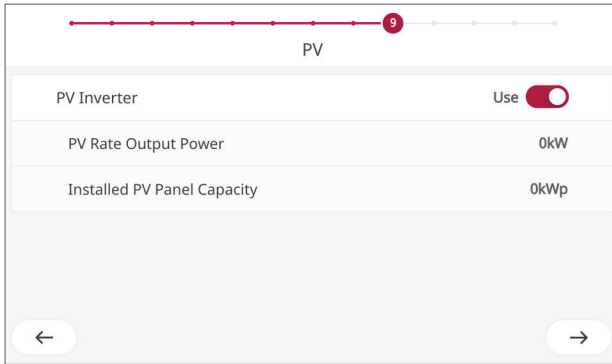 9
PV
PV Inverter Use
PV Rate Output Power 0kW
Installed PV Panel Capacity 0kWp